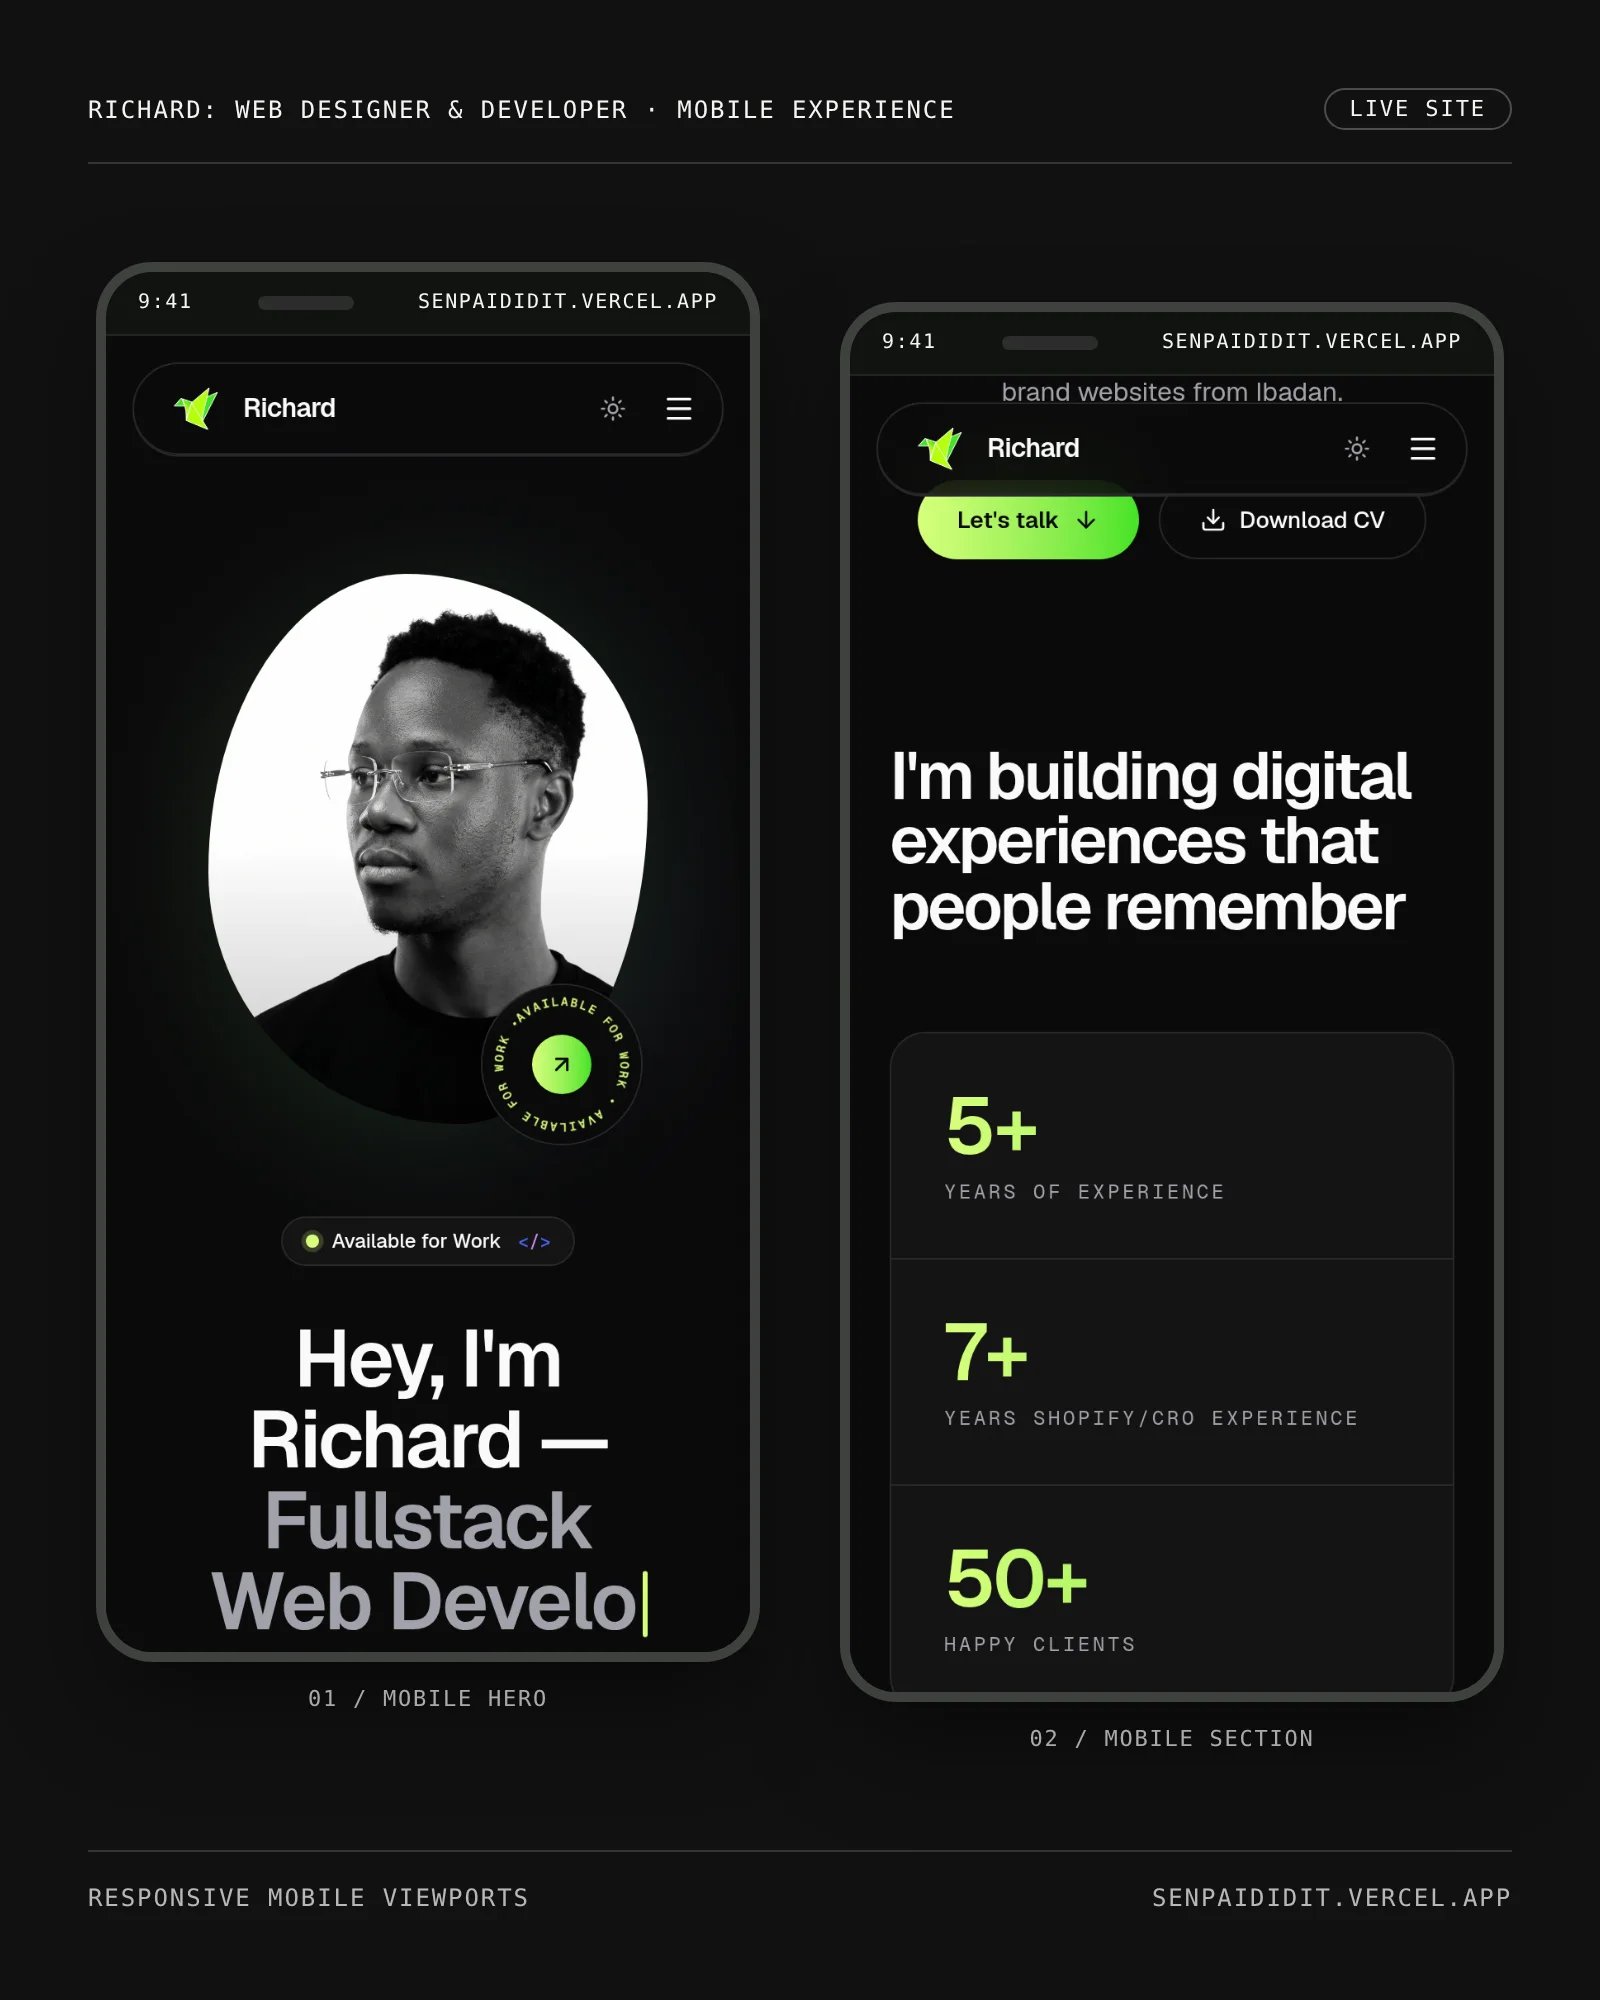 RICHARD: WEB DESIGNER & DEVELOPER · MOBILE EXPERIENCE
LIVE SITE
9:41
SENPAIDIDIT.VERCEL.APP
Richard
AVAILABLE FOR WORK • AVAILABLE FOR WORK •
Available for Work </>
Hey, I'm
Richard —
Fullstack
Web Develo
01 / MOBILE HERO
9:41
SENPAIDIDIT.VERCEL.APP
brand websites from Ibadan.
Richard
Let's talk
Download CV
I'm building digital
experiences that
people remember
5+
YEARS OF EXPERIENCE
7+
YEARS SHOPIFY/CRO EXPERIENCE
50+
HAPPY CLIENTS
02 / MOBILE SECTION
RESPONSIVE MOBILE VIEWPORTS
SENPAIDIDIT.VERCEL.APP